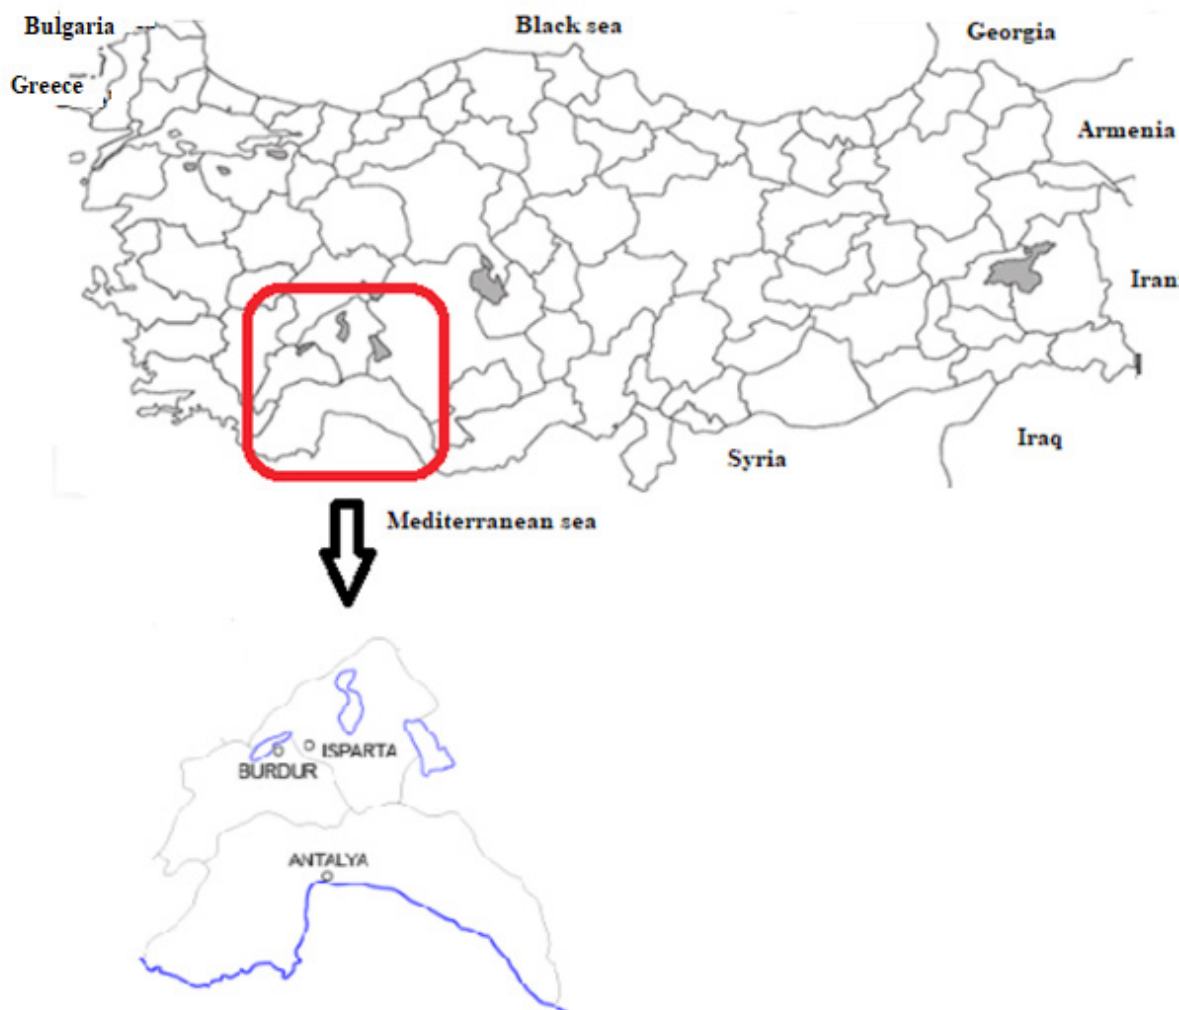 Bulgaria
Black sea
Georgia
Greece
Armenia
Iran
Iraq
Syria
Mediterranean sea
ISPARTA
BURDUR
ANTALYA